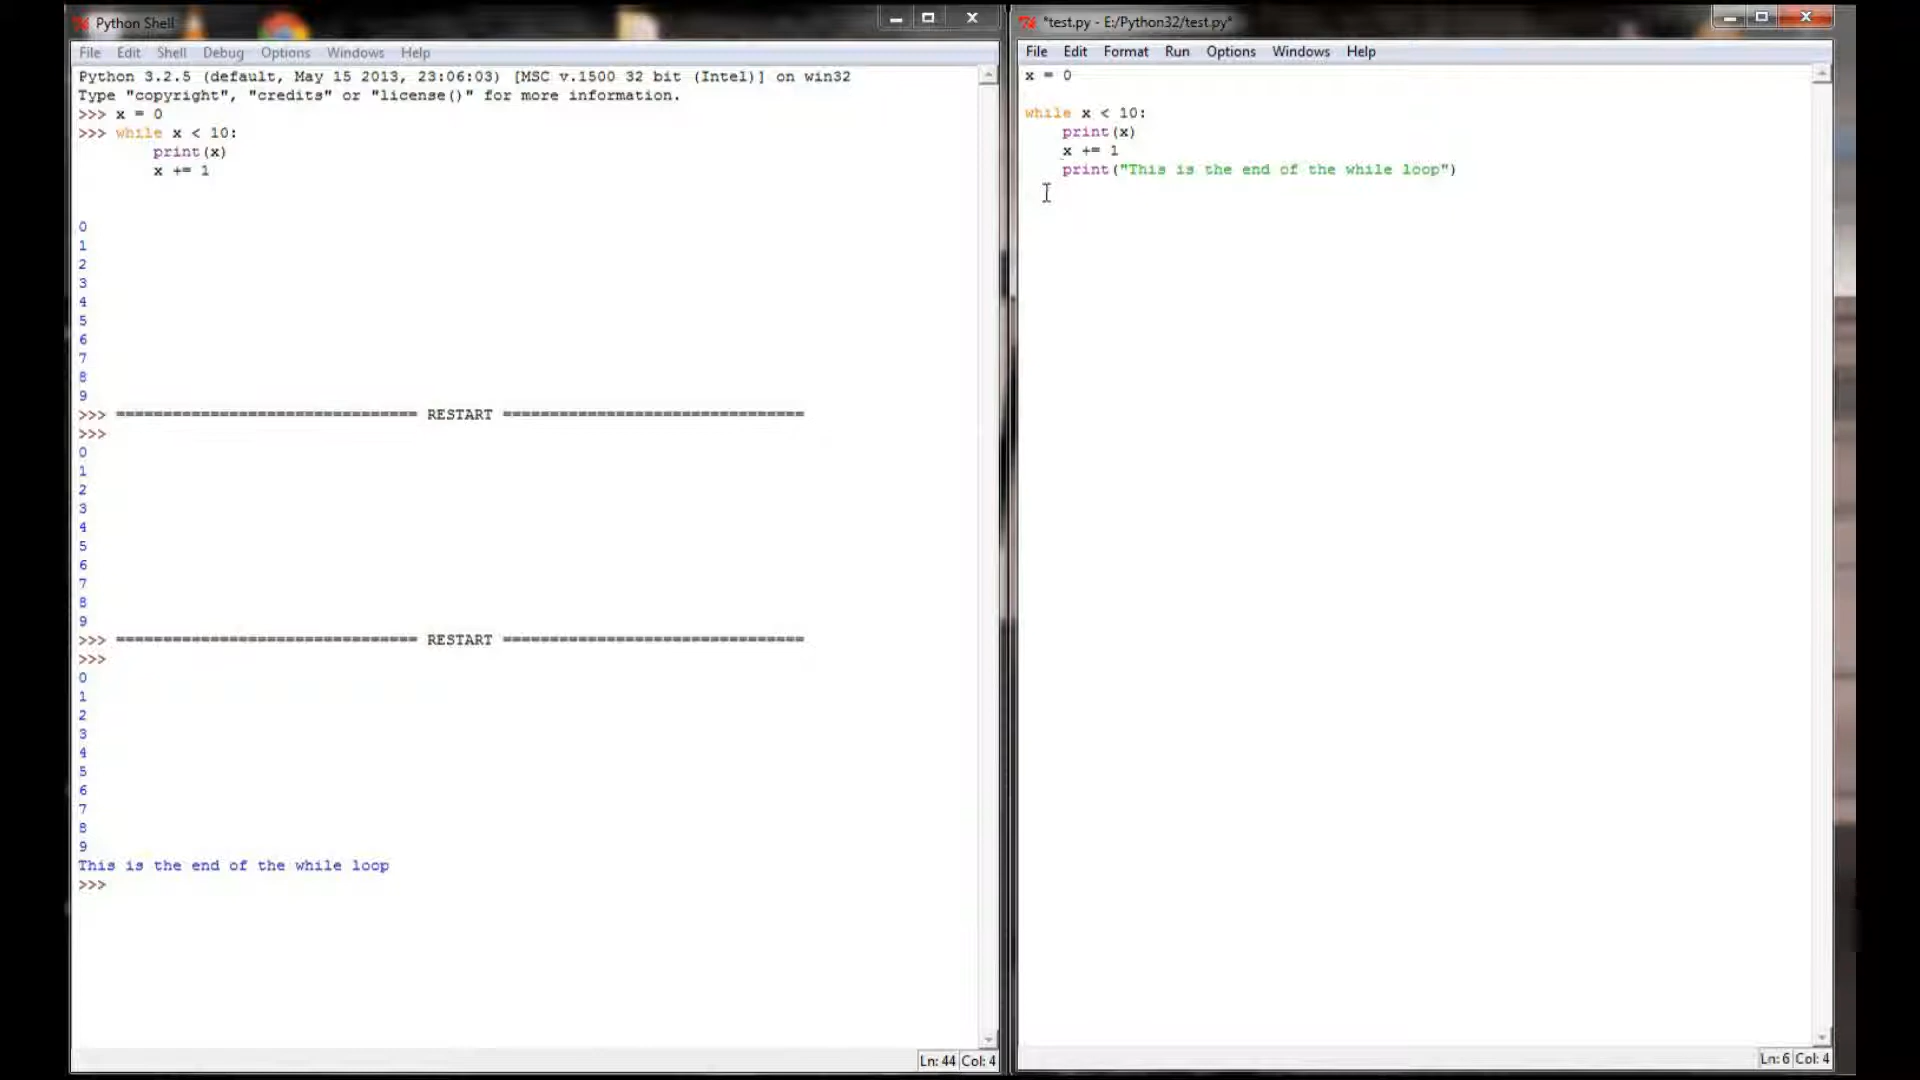 Python Shell
File Edit Shell Debug Options Windows Help
Python 3.2.5 (default, May 15 2013, 23:06:03) [MSC v.1500 32 bit (Intel)] on win32
Type "copyright", "credits" or "license()" for more information.
>>> x = 0
>>> while x < 10:
print(x)
x += 1
0
1
2
3
4
5
6
7
8
9
>>> ================================ RESTART ================================
>>>
0
1
2
3
4
5
6
7
8
9
>>> ================================ RESTART ================================
>>>
0
1
2
3
4
5
6
7
8
9
This is the end of the while loop
>>>
Ln: 44 Col: 4
*test.py - E:/Python32/test.py*
File Edit Format Run Options Windows Help
x = 0
while x < 10:
print(x)
x += 1
print("This is the end of the while loop")
Ln: 6 Col: 4